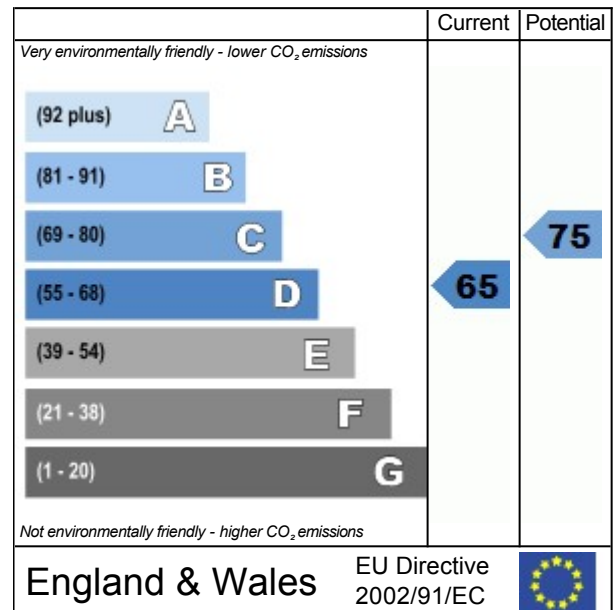 Current Potential
Very environmentally friendly - lower CO₂ emissions
(92 plus) A
(81 - 91) B
(69 - 80) C
75
(55 - 68) D
65
(39 - 54) E
(21 - 38) F
(1 - 20) G
Not environmentally friendly - higher CO₂ emissions
England & Wales
EU Directive
2002/91/EC